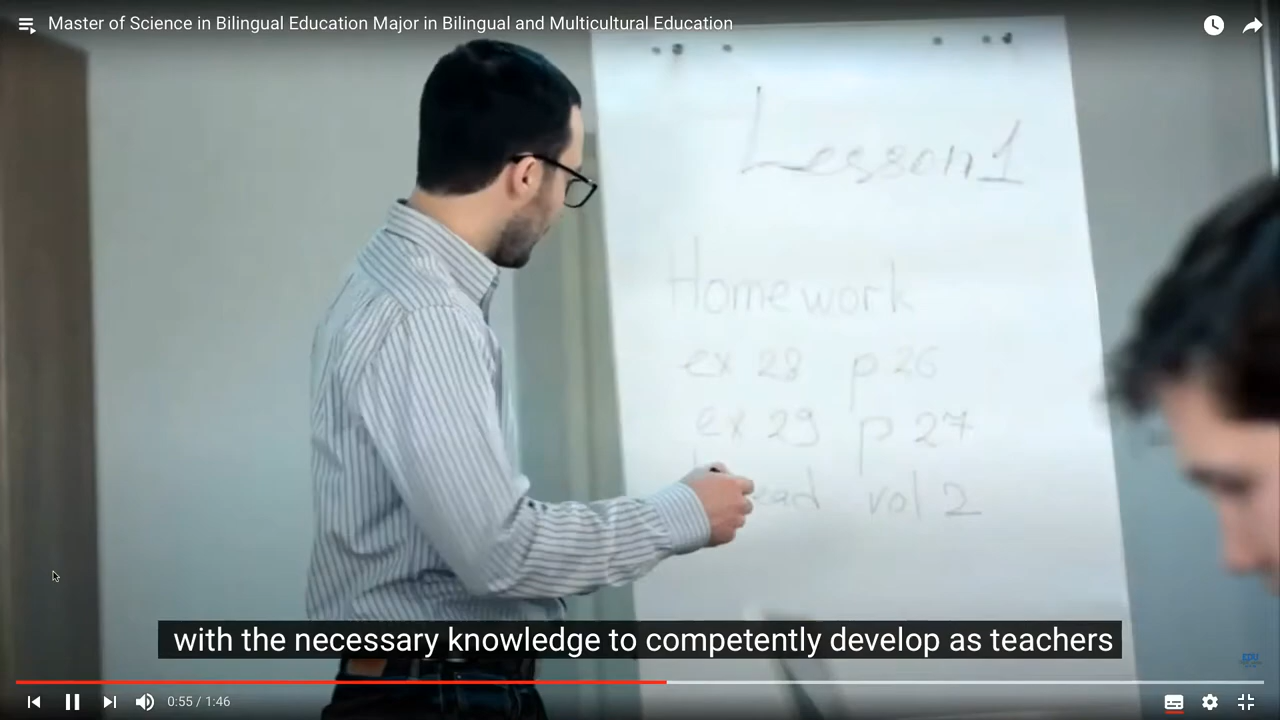 Master of Science in Bilingual Education Major in Bilingual and Multicultural Education
Lesson 1
Homework
ex 28 p 26
ex 29 p 27
vol 2
with the necessary knowledge to competently develop as teachers
0:55 / 1:46